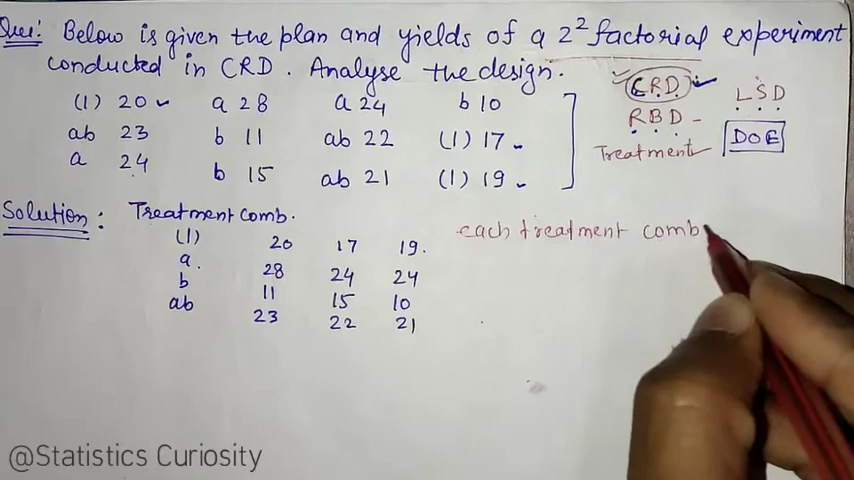 Ques: Below is given the plan and yields of a 2² factorial experiment
conducted in CRD. Analyse the design.
(1) 20 a 28 a 24 b 10
ab 23 b 11 ab 22 (1) 17
a 24 b 15 ab 21 (1) 19
CRD LSD
RBD - DOE
Treatment
Solution: Treatment comb.
(1) 20 17 19.
a. 28 24 24
b 11 15 10
ab 23 22 21
each treatment comb
@Statistics Curiosity